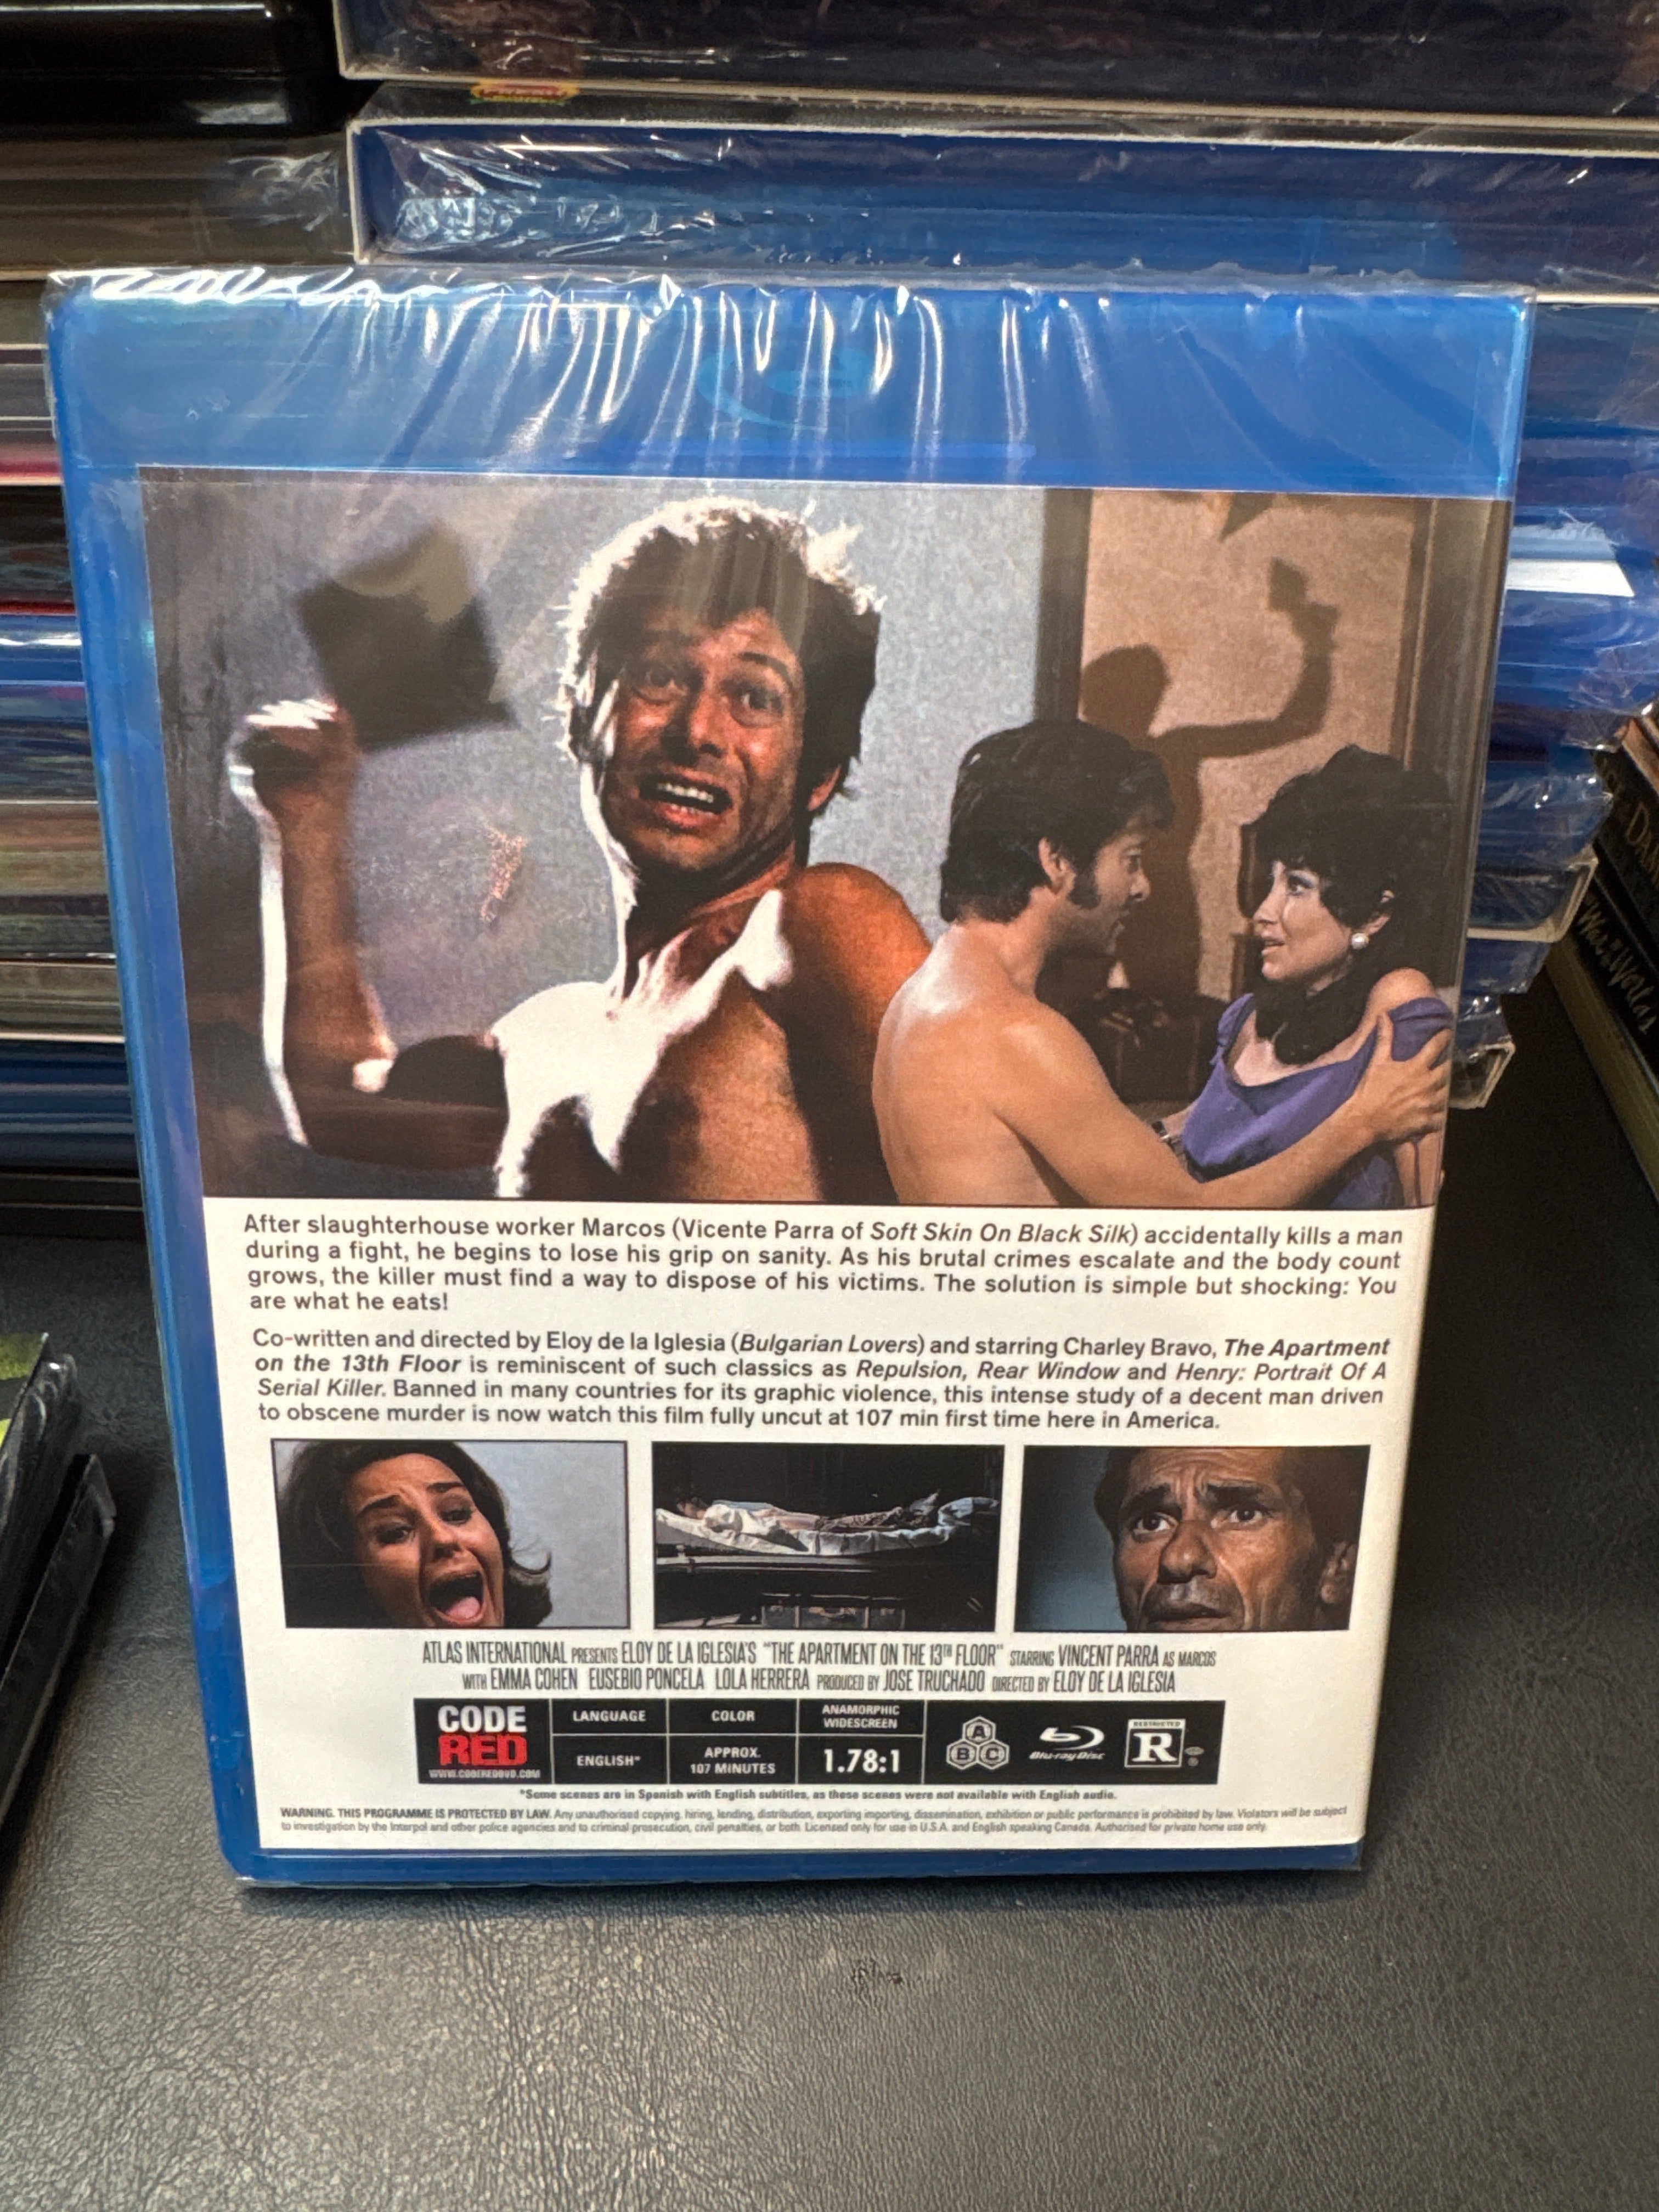 After slaughterhouse worker Marcos (Vicente Parra of Soft Skin On Black Silk) accidentally kills a man
during a fight, he begins to lose his grip on sanity. As his brutal crimes escalate and the body count
grows, the killer must find a way to dispose of his victims. The solution is simple but shocking: You
are what he eats!
Co-written and directed by Eloy de la Iglesia (Bulgarian Lovers) and starring Charley Bravo, The Apartment
on the 13th Floor is reminiscent of such classics as Repulsion, Rear Window and Henry: Portrait Of A
Serial Killer. Banned in many countries for its graphic violence, this intense study of a decent man driven
to obscene murder is now watch this film fully uncut at 107 min first time here in America.
ATLAS INTERNATIONAL PRESENTS ELOY DE LA IGLESIA'S "THE APARTMENT ON THE 13TH FLOOR" STARRING VINCENT PARRA AS MARCOS
WITH EMMA COHEN EUSEBIO PONCELA LOLA HERRERA PRODUCED BY JOSE TRUCHADO DIRECTED BY ELOY DE LA IGLESIA
CODE
RED
WWW.CODEREDDVD.COM
LANGUAGE
ENGLISH*
COLOR
APPROX.
107 MINUTES
ANAMORPHIC
WIDESCREEN
1.78:1
A
B C
Blu-ray Disc
RESTRICTED
R
*Some scenes are in Spanish with English subtitles, as these scenes were not available with English audio.
WARNING. THIS PROGRAMME IS PROTECTED BY LAW. Any unauthorised copying, hiring, lending, distribution, exporting importing, dissemination, exhibition or public performance is prohibited by law. Violators will be subject
to investigation by the Interpol and other police agencies and to criminal prosecution, civil penalties, or both. Licensed only for use in U.S.A. and English speaking Canada. Authorised for private home use only.